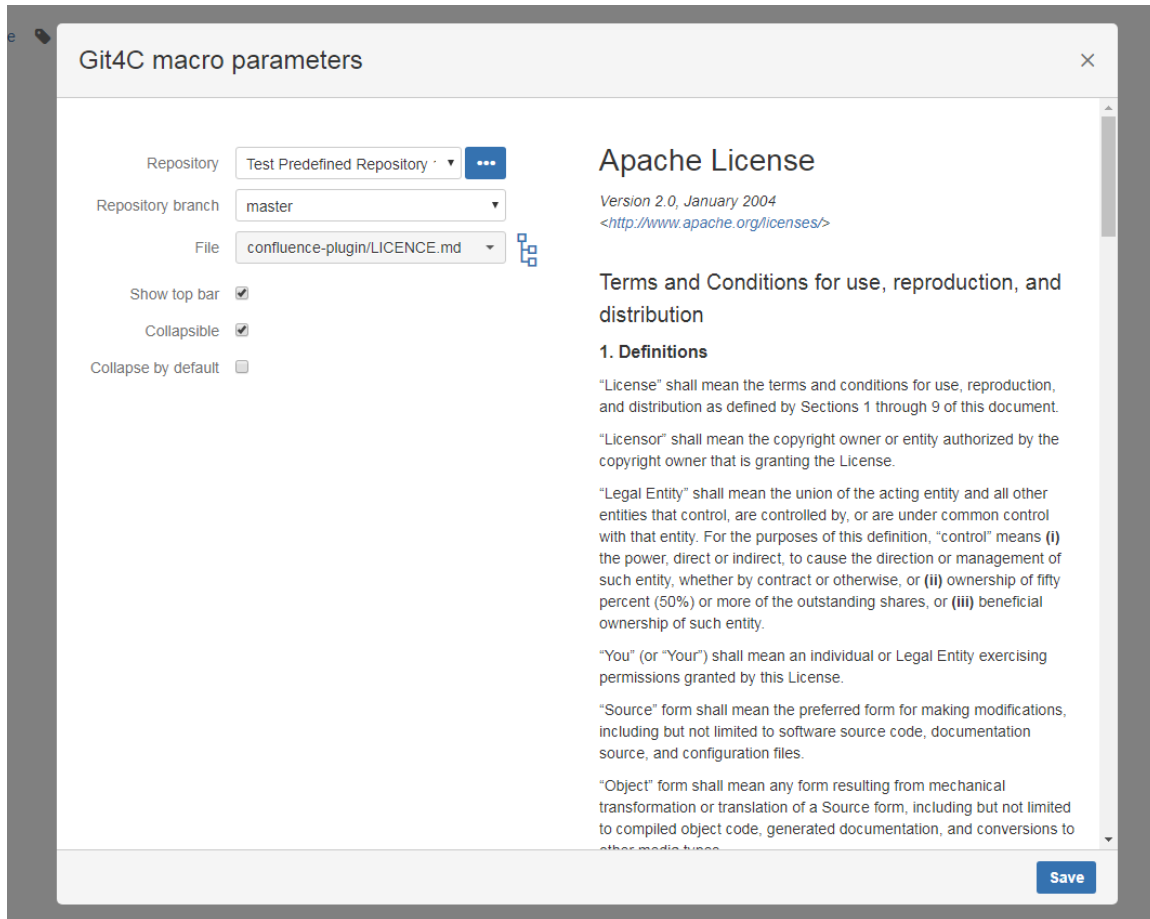 e
Git4C macro parameters
Repository
Test Predefined Repository
Repository branch
master
File
confluence-plugin/LICENCE.md
Show top bar
Collapsible
Collapse by default
Apache License
Version 2.0, January 2004
<http://www.apache.org/licenses/>
Terms and Conditions for use, reproduction, and
distribution
1. Definitions
“License” shall mean the terms and conditions for use, reproduction,
and distribution as defined by Sections 1 through 9 of this document.
“Licensor” shall mean the copyright owner or entity authorized by the
copyright owner that is granting the License.
“Legal Entity” shall mean the union of the acting entity and all other
entities that control, are controlled by, or are under common control
with that entity. For the purposes of this definition, “control” means (i)
the power, direct or indirect, to cause the direction or management of
such entity, whether by contract or otherwise, or (ii) ownership of fifty
percent (50%) or more of the outstanding shares, or (iii) beneficial
ownership of such entity.
“You” (or “Your”) shall mean an individual or Legal Entity exercising
permissions granted by this License.
“Source” form shall mean the preferred form for making modifications,
including but not limited to software source code, documentation
source, and configuration files.
“Object” form shall mean any form resulting from mechanical
transformation or translation of a Source form, including but not limited
to compiled object code, generated documentation, and conversions to
other media types
Save